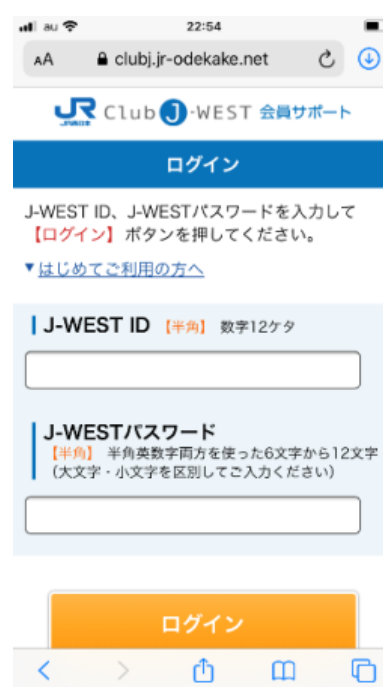 au 22:54
AA clubj.jr-odekake.net
JR Club J-WEST 会員サポート
ログイン
J-WEST ID、J-WESTパスワードを入力して
【ログイン】ボタンを押してください。
▼はじめてご利用の方へ
J-WEST ID 【半角】 数字12ケタ
J-WESTパスワード
【半角】 半角英数字両方を使った6文字から12文字
(大文字・小文字を区別してご入力ください)
ログイン